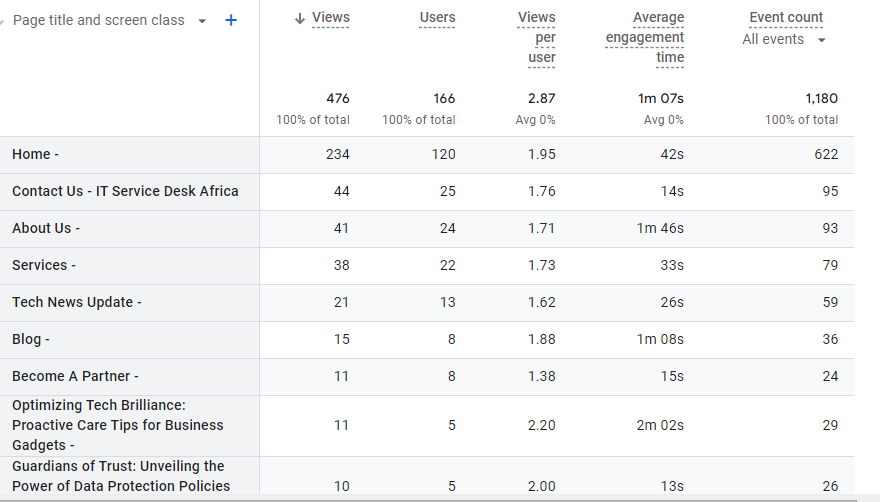 Page title and screen class +
↓ Views Users Views per user Average engagement time Event count
All events
476 166 2.87 1m 07s 1,180
100% of total 100% of total Avg 0% Avg 0% 100% of total
Home - 234 120 1.95 42s 622
Contact Us - IT Service Desk Africa 44 25 1.76 14s 95
About Us - 41 24 1.71 1m 46s 93
Services - 38 22 1.73 33s 79
Tech News Update - 21 13 1.62 26s 59
Blog - 15 8 1.88 1m 08s 36
Become A Partner - 11 8 1.38 15s 24
Optimizing Tech Brilliance:
Proactive Care Tips for Business 11 5 2.20 2m 02s 29
Gadgets -
Guardians of Trust: Unveiling the
Power of Data Protection Policies 10 5 2.00 13s 26